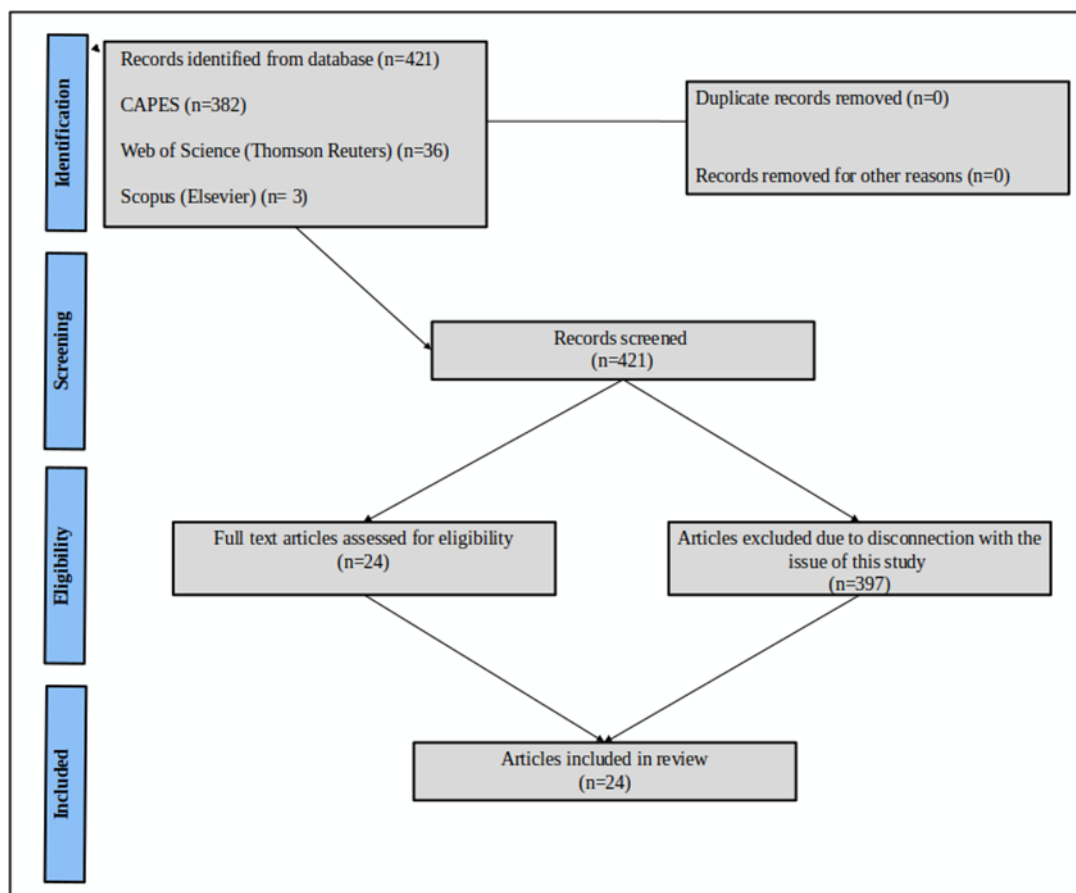 Identification
Records identified from database (n=421)
CAPES (n=382)
Web of Science (Thomson Reuters) (n=36)
Scopus (Elsevier) (n= 3)
Duplicate records removed (n=0)
Records removed for other reasons (n=0)
Screening
Records screened
(n=421)
Eligibility
Full text articles assessed for eligibility
(n=24)
Articles excluded due to disconnection with the
issue of this study
(n=397)
Included
Articles included in review
(n=24)